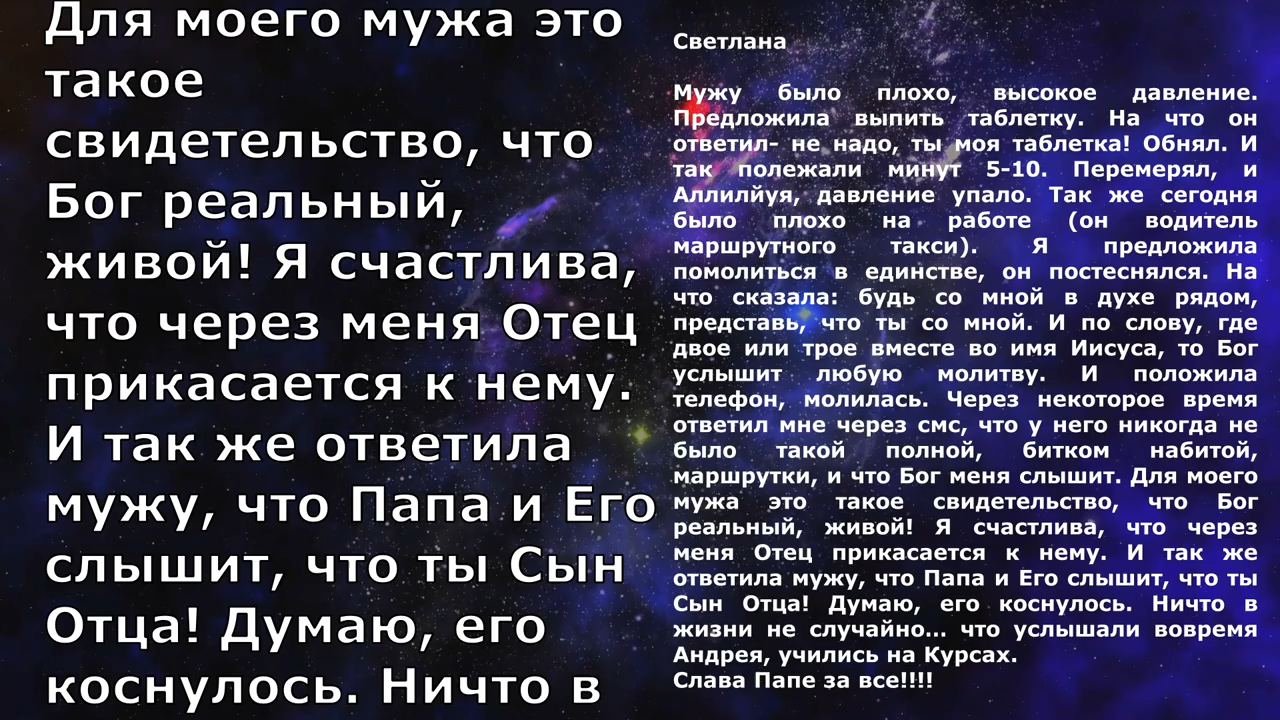 Для моего мужа это
такое
свидетельство, что
Бог реальный,
живой! Я счастлива,
что через меня Отец
прикасается к нему.
И так же ответила
мужу, что Папа и Его
слышит, что ты Сын
Отца! Думаю, его
коснулось. Ничто в
Светлана
Мужу было плохо, высокое давление.
Предложила выпить таблетку. На что он
ответил- не надо, ты моя таблетка! Обнял. И
так полежали минут 5-10. Перемерял, и
Аллилйуя, давление упало. Так же сегодня
было плохо на работе (он водитель
маршрутного такси). Я предложила
помолиться в единстве, он постеснялся. На
что сказала: будь со мной в духе рядом,
представь, что ты со мной. И по слову, где
двое или трое вместе во имя Иисуса, то Бог
услышит любую молитву. И положила
телефон, молилась. Через некоторое время
ответил мне через смс, что у него никогда не
было такой полной, битком набитой,
маршрутки, и что Бог меня слышит. Для моего
мужа это такое свидетельство, что Бог
реальный, живой! Я счастлива, что через
меня Отец прикасается к нему. И так же
ответила мужу, что Папа и Его слышит, что ты
Сын Отца! Думаю, его коснулось. Ничто в
жизни не случайно... что услышали вовремя
Андрея, учились на Курсах.
Слава Папе за все!!!!